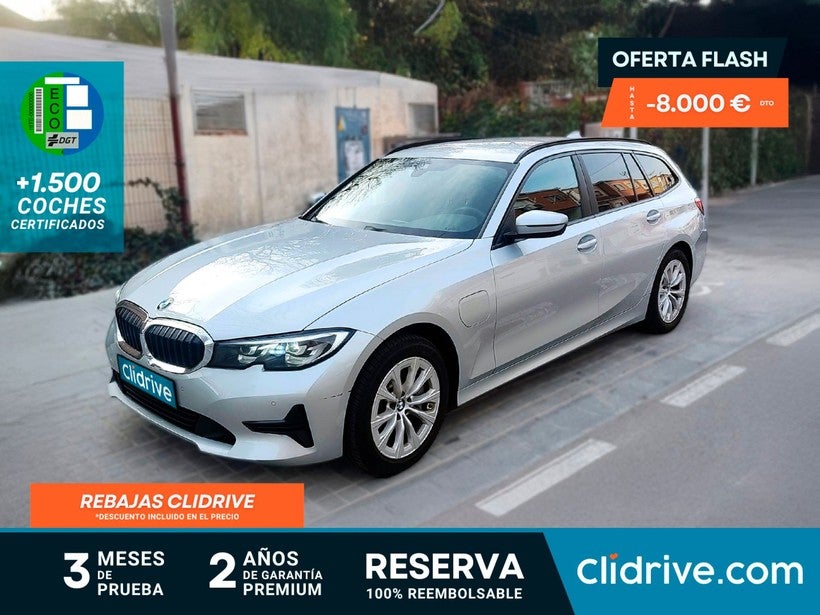 OFERTA FLASH
HASTA
-8.000 € DTO
ECO
DGT
+1.500
COCHES
CERTIFICADOS
Clidrive
REBAJAS CLIDRIVE
*DESCUENTO INCLUIDO EN EL PRECIO
3 MESES
DE
PRUEBA
2 AÑOS
DE GARANTÍA
PREMIUM
RESERVA
100% REEMBOLSABLE
Clidrive.com